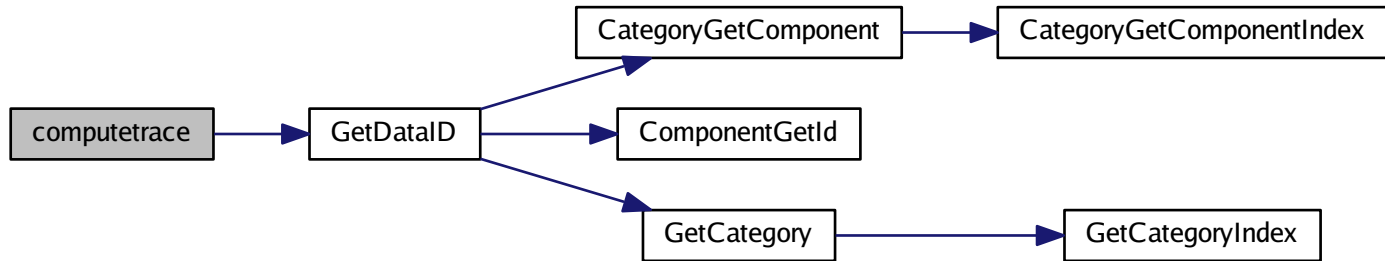 CategoryGetComponent
CategoryGetComponentIndex
computetrace
GetDataID
ComponentGetId
GetCategory
GetCategoryIndex